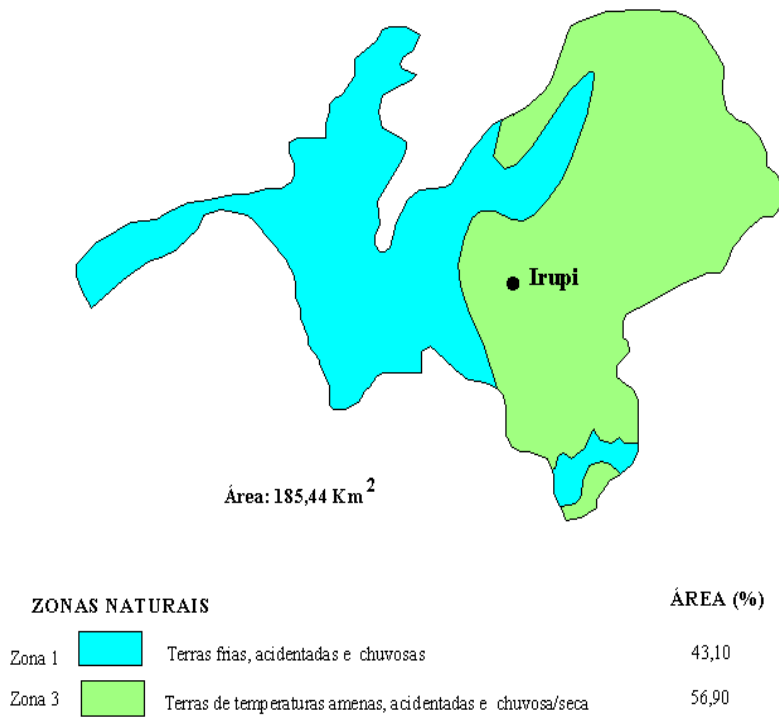 Irupi
Área: 185,44 Km²
ZONAS NATURAIS ÁREA (%)
Zona 1 Terras frias, acidentadas e chuvosas 43,10
Zona 3 Terras de temperaturas amenas, acidentadas e chuvosa/seca 56,90